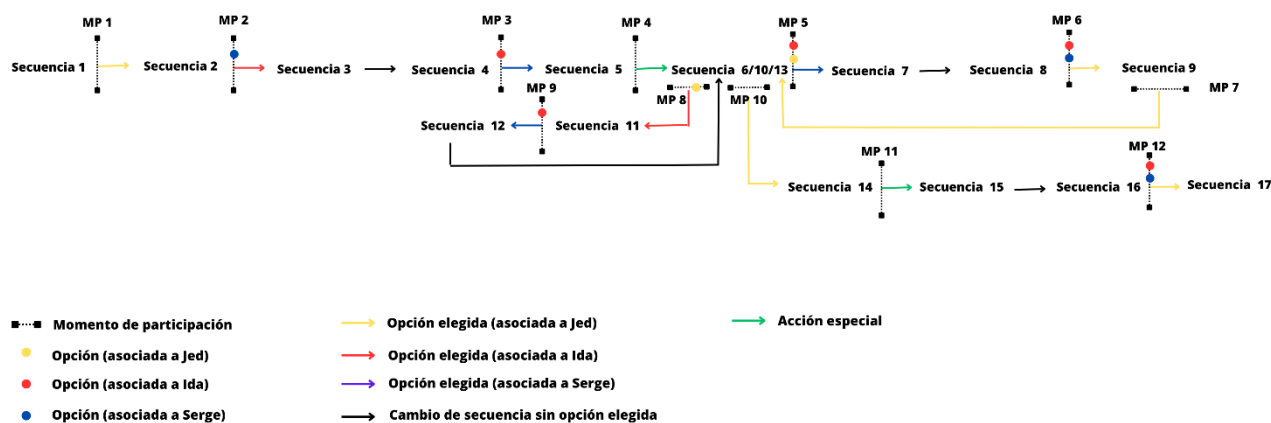 MP 1
MP 2
MP 3
MP 4
MP 5
MP 6
Secuencia 1
Secuencia 2
Secuencia 3
Secuencia 4
Secuencia 5
Secuencia 6/10/13
Secuencia 7
Secuencia 8
Secuencia 9
MP 7
MP 9
MP 8
MP 10
Secuencia 12
Secuencia 11
MP 11
MP 12
Secuencia 14
Secuencia 15
Secuencia 16
Secuencia 17
Momento de participación
Opción (asociada a Jed)
Opción (asociada a Ida)
Opción (asociada a Serge)
Opción elegida (asociada a Jed)
Opción elegida (asociada a Ida)
Opción elegida (asociada a Serge)
Cambio de secuencia sin opción elegida
Acción especial